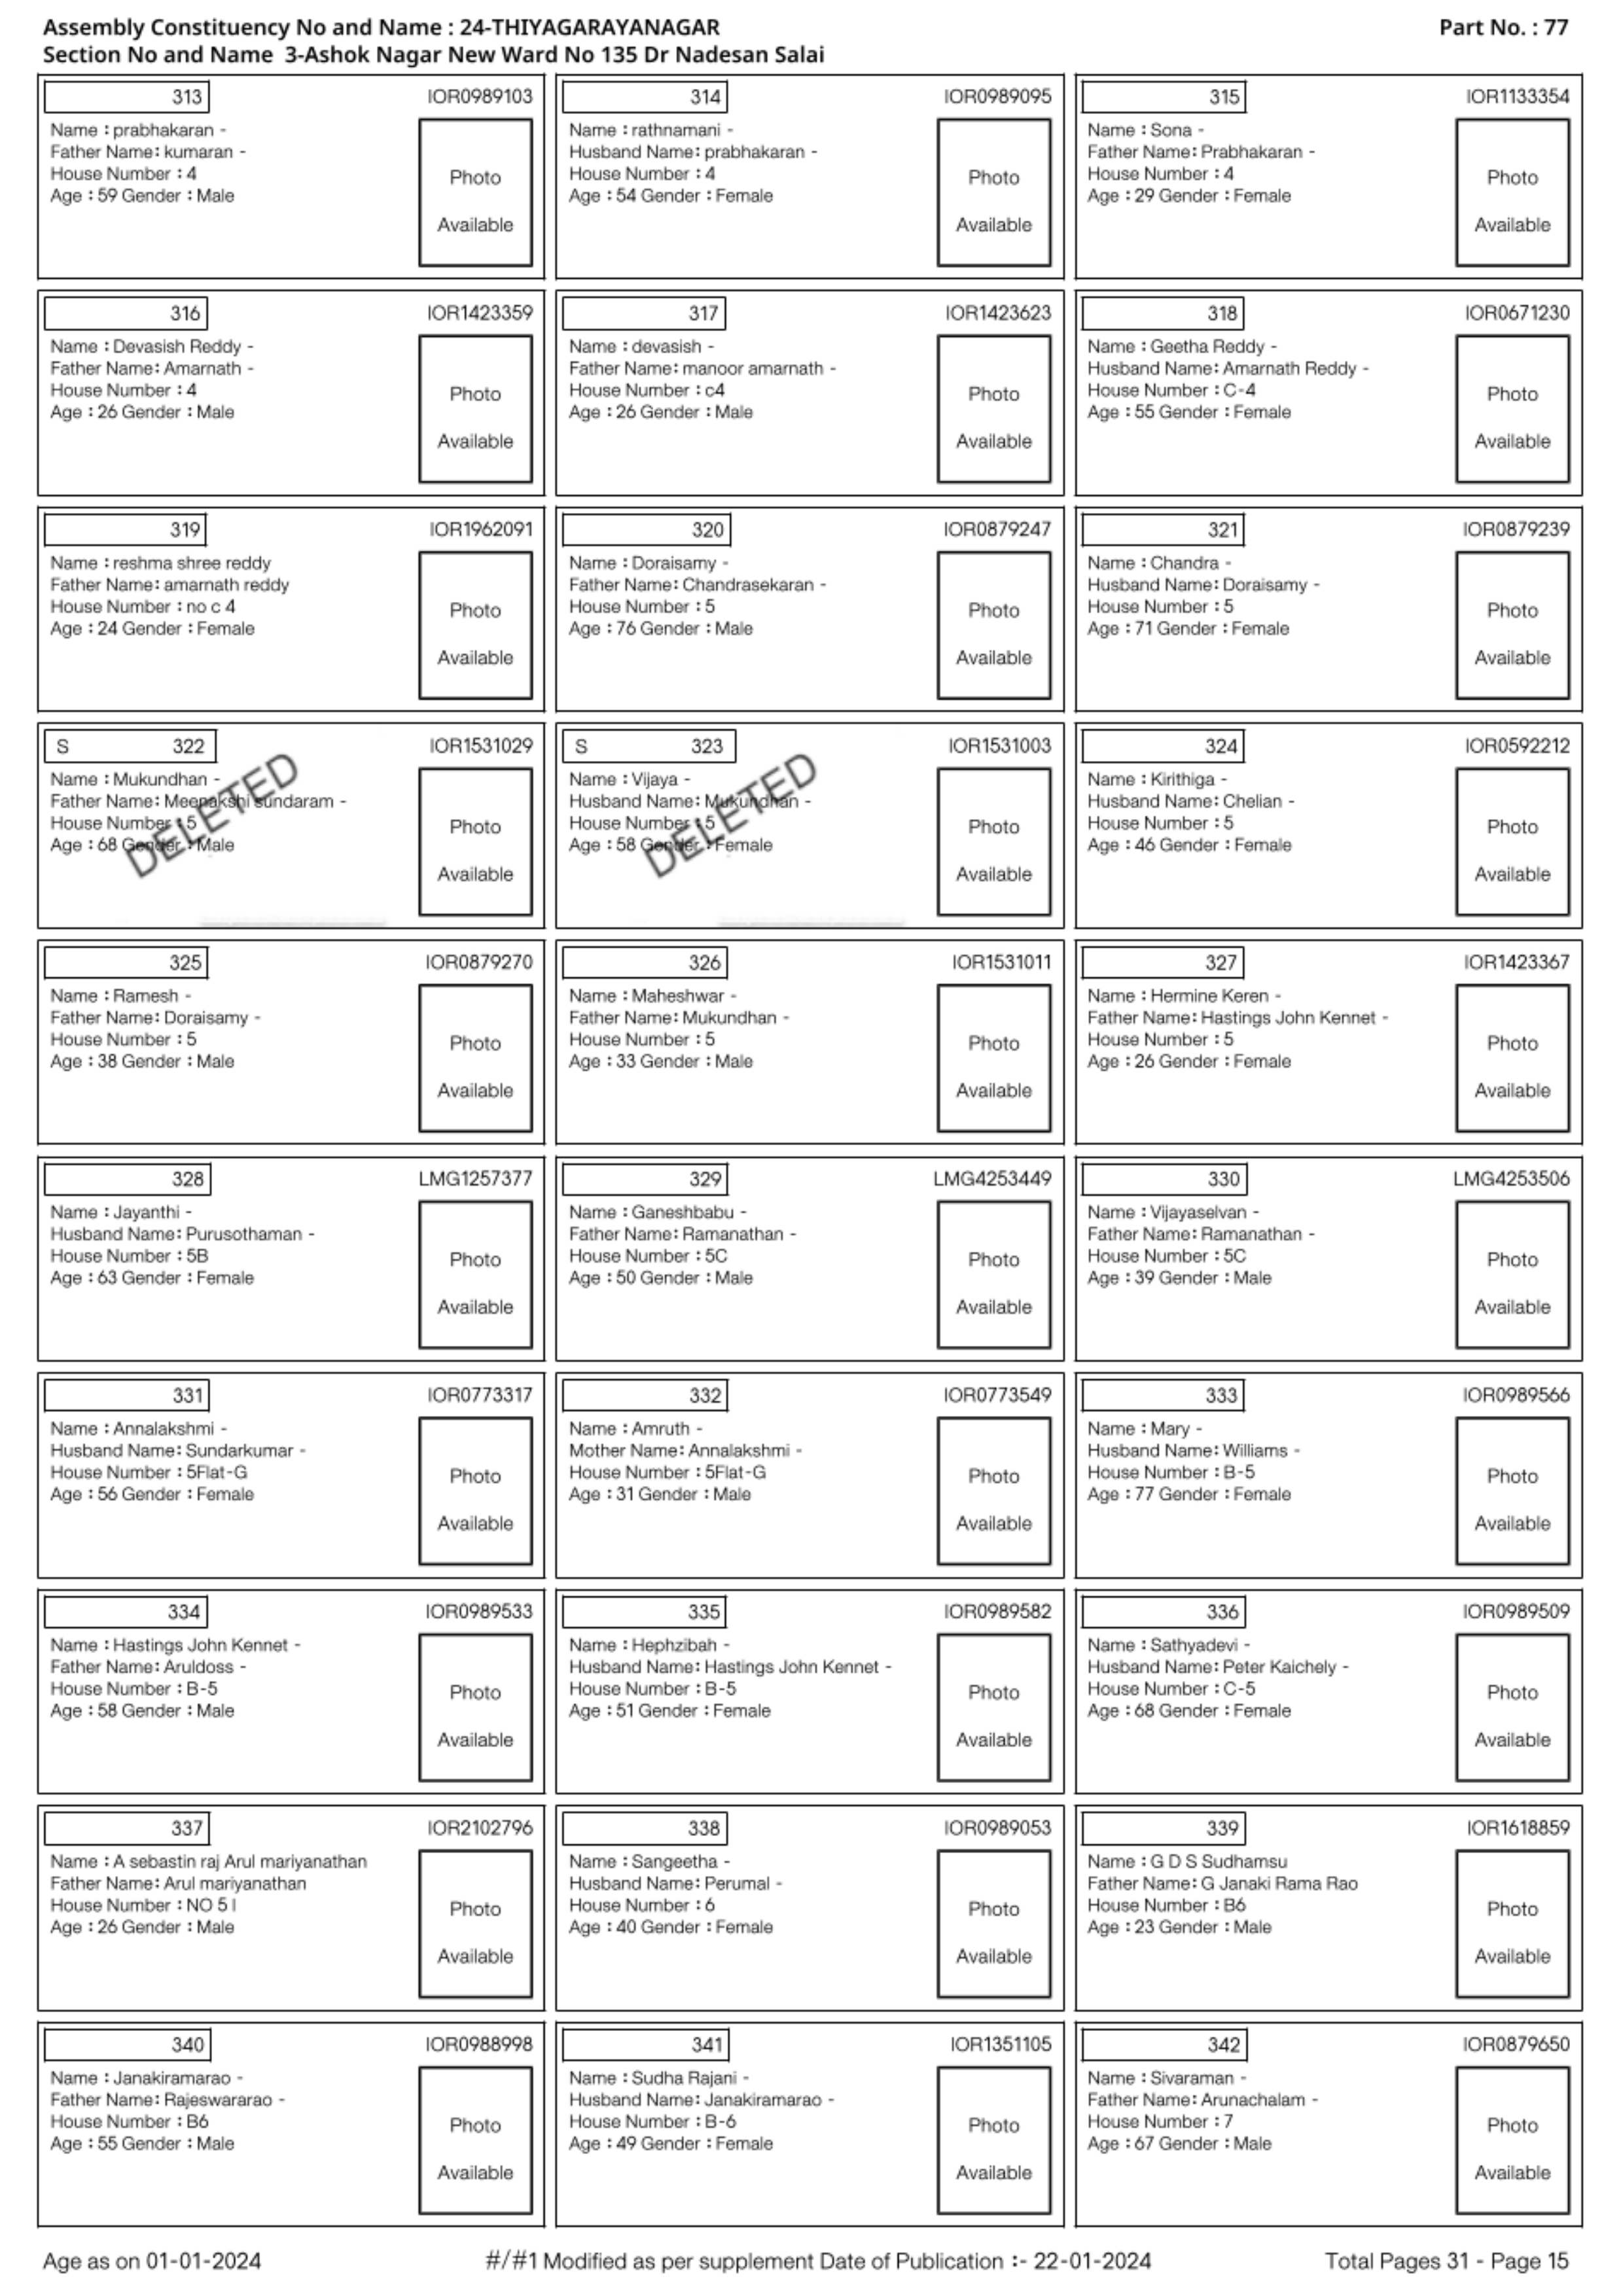 Assembly Constituency No and Name : 24-THIYAGARAYANAGAR
Part No. : 77
Section No and Name 3-Ashok Nagar New Ward No 135 Dr Nadesan Salai
313
IOR0989103
Name : prabhakaran -
Father Name: kumaran -
House Number : 4
Age : 59 Gender : Male
Photo
Available
314
IOR0989095
Name : rathnamani -
Husband Name: prabhakaran -
House Number : 4
Age : 54 Gender : Female
Photo
Available
315
IOR1133354
Name : Sona -
Father Name: Prabhakaran -
House Number : 4
Age : 29 Gender : Female
Photo
Available
316
IOR1423359
Name : Devasish Reddy -
Father Name: Amarnath -
House Number : 4
Age : 26 Gender : Male
Photo
Available
317
IOR1423623
Name : devasish -
Father Name: manoor amarnath -
House Number : c4
Age : 26 Gender : Male
Photo
Available
318
IOR0671230
Name : Geetha Reddy -
Husband Name: Amarnath Reddy -
House Number : C-4
Age : 55 Gender : Female
Photo
Available
319
IOR1962091
Name : reshma shree reddy
Father Name: amarnath reddy
House Number : no c 4
Age : 24 Gender : Female
Photo
Available
320
IOR0879247
Name : Doraisamy -
Father Name: Chandrasekaran -
House Number : 5
Age : 76 Gender : Male
Photo
Available
321
IOR0879239
Name : Chandra -
Husband Name: Doraisamy -
House Number : 5
Age : 71 Gender : Female
Photo
Available
S 322
IOR1531029
Name : Mukundhan -
Father Name: Meenakshi sundaram -
House Number : 5
Age : 68 Gender : Male
DELETED
Photo
Available
S 323
IOR1531003
Name : Vijaya -
Husband Name: Mukundhan -
House Number : 5
Age : 58 Gender : Female
DELETED
Photo
Available
324
IOR0592212
Name : Kirithiga -
Husband Name: Chelian -
House Number : 5
Age : 46 Gender : Female
Photo
Available
325
IOR0879270
Name : Ramesh -
Father Name: Doraisamy -
House Number : 5
Age : 38 Gender : Male
Photo
Available
326
IOR1531011
Name : Maheshwar -
Father Name: Mukundhan -
House Number : 5
Age : 33 Gender : Male
Photo
Available
327
IOR1423367
Name : Hermine Keren -
Father Name: Hastings John Kennet -
House Number : 5
Age : 26 Gender : Female
Photo
Available
328
LMG1257377
Name : Jayanthi -
Husband Name: Purusothaman -
House Number : 5B
Age : 63 Gender : Female
Photo
Available
329
LMG4253449
Name : Ganeshbabu -
Father Name: Ramanathan -
House Number : 5C
Age : 50 Gender : Male
Photo
Available
330
LMG4253506
Name : Vijayaselvan -
Father Name: Ramanathan -
House Number : 5C
Age : 39 Gender : Male
Photo
Available
331
IOR0773317
Name : Annalakshmi -
Husband Name: Sundarkumar -
House Number : 5Flat-G
Age : 56 Gender : Female
Photo
Available
332
IOR0773549
Name : Amruth -
Mother Name: Annalakshmi -
House Number : 5Flat-G
Age : 31 Gender : Male
Photo
Available
333
IOR0989566
Name : Mary -
Husband Name: Williams -
House Number : B-5
Age : 77 Gender : Female
Photo
Available
334
IOR0989533
Name : Hastings John Kennet -
Father Name: Aruldoss -
House Number : B-5
Age : 58 Gender : Male
Photo
Available
335
IOR0989582
Name : Hephzibah -
Husband Name: Hastings John Kennet -
House Number : B-5
Age : 51 Gender : Female
Photo
Available
336
IOR0989509
Name : Sathyadevi -
Husband Name: Peter Kaichely -
House Number : C-5
Age : 68 Gender : Female
Photo
Available
337
IOR2102796
Name : A sebastin raj Arul mariyanathan
Father Name: Arul mariyanathan
House Number : NO 5 I
Age : 26 Gender : Male
Photo
Available
338
IOR0989053
Name : Sangeetha -
Husband Name: Perumal -
House Number : 6
Age : 40 Gender : Female
Photo
Available
339
IOR1618859
Name : G D S Sudhamsu
Father Name: G Janaki Rama Rao
House Number : B6
Age : 23 Gender : Male
Photo
Available
340
IOR0988998
Name : Janakiramarao -
Father Name: Rajeswararao -
House Number : B6
Age : 55 Gender : Male
Photo
Available
341
IOR1351105
Name : Sudha Rajani -
Husband Name: Janakiramarao -
House Number : B-6
Age : 49 Gender : Female
Photo
Available
342
IOR0879650
Name : Sivaraman -
Father Name: Arunachalam -
House Number : 7
Age : 67 Gender : Male
Photo
Available
Age as on 01-01-2024
#/#1 Modified as per supplement Date of Publication :- 22-01-2024
Total Pages 31 - Page 15